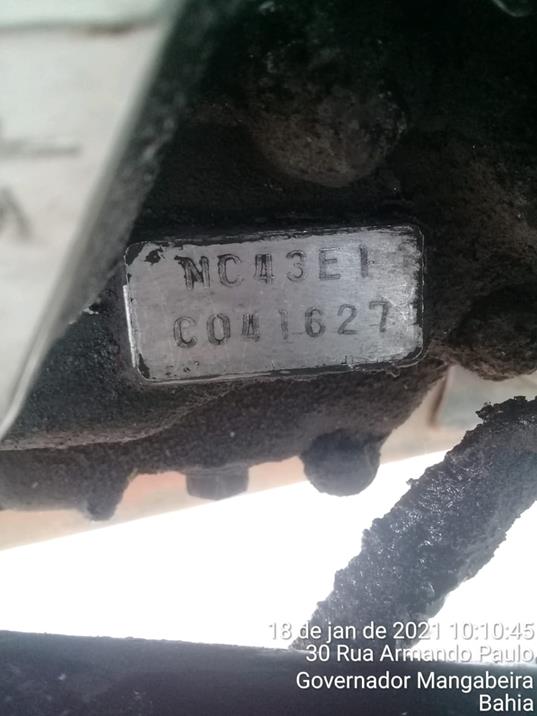 NC43E1
C041627
18 de jan de 2021 10:10:45
30 Rua Armando Paulo
Governador Mangabeira
Bahia